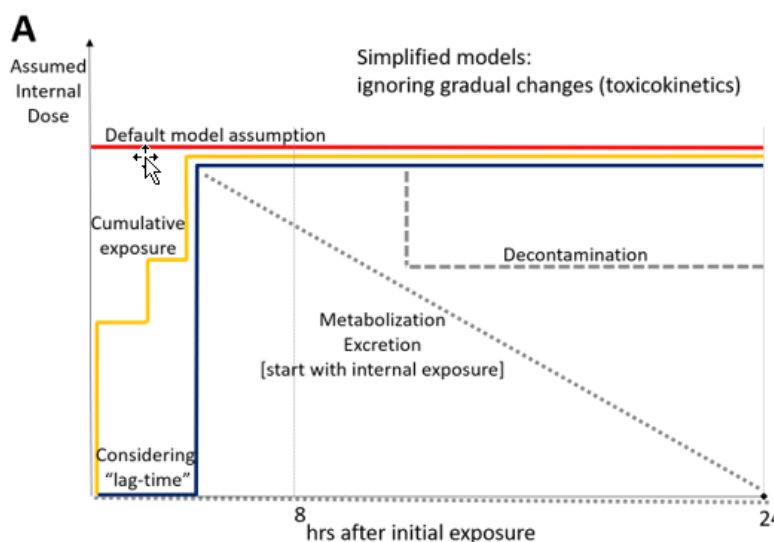 A
Assumed
Internal
Dose
Simplified models:
ignoring gradual changes (toxicokinetics)
Default model assumption
Cumulative
exposure
Decontamination
Metabolization
Excretion
[start with internal exposure]
Considering
“lag-time”
8
24
hrs after initial exposure